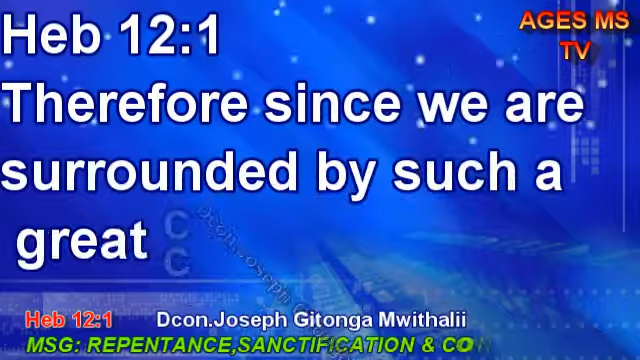 Heb 12:1
AGES MS
TV
Therefore since we are
surrounded by such a
great
Heb 12:1 Dcon.Joseph Gitonga Mwithalii
MSG: REPENTANCE,SANCTIFICATION & CO